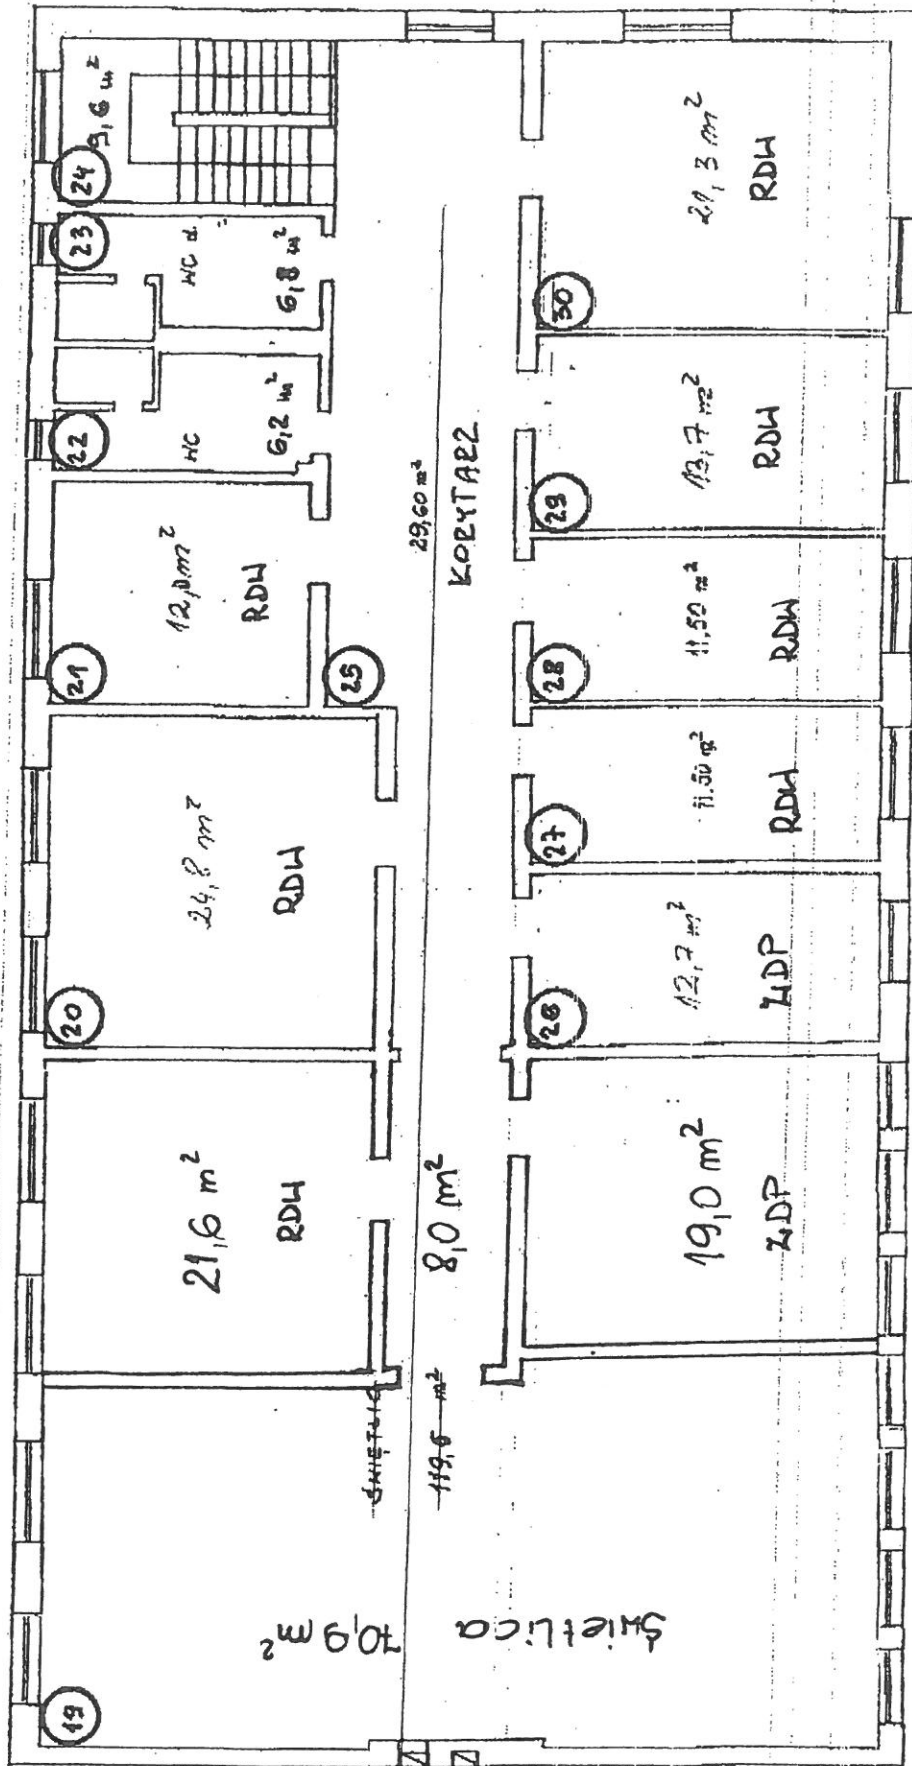 24
9,6 m²
23
WC d.
6,8 m²
22
WC
6,2 m²
21
12,0 m²
RDW
25
29,60 m²
KORYTARZ
30
21,3 m²
RDW
29
13,7 m²
RDW
28
11,50 m²
RDW
27
11,50 m²
RDW
26
12,7 m²
ZDP
20
24,8 m²
RDW
21,6 m²
RDW
8,0 m²
19,0 m²
ZDP
119,6 m²
19
70,9 m²
Świetlica